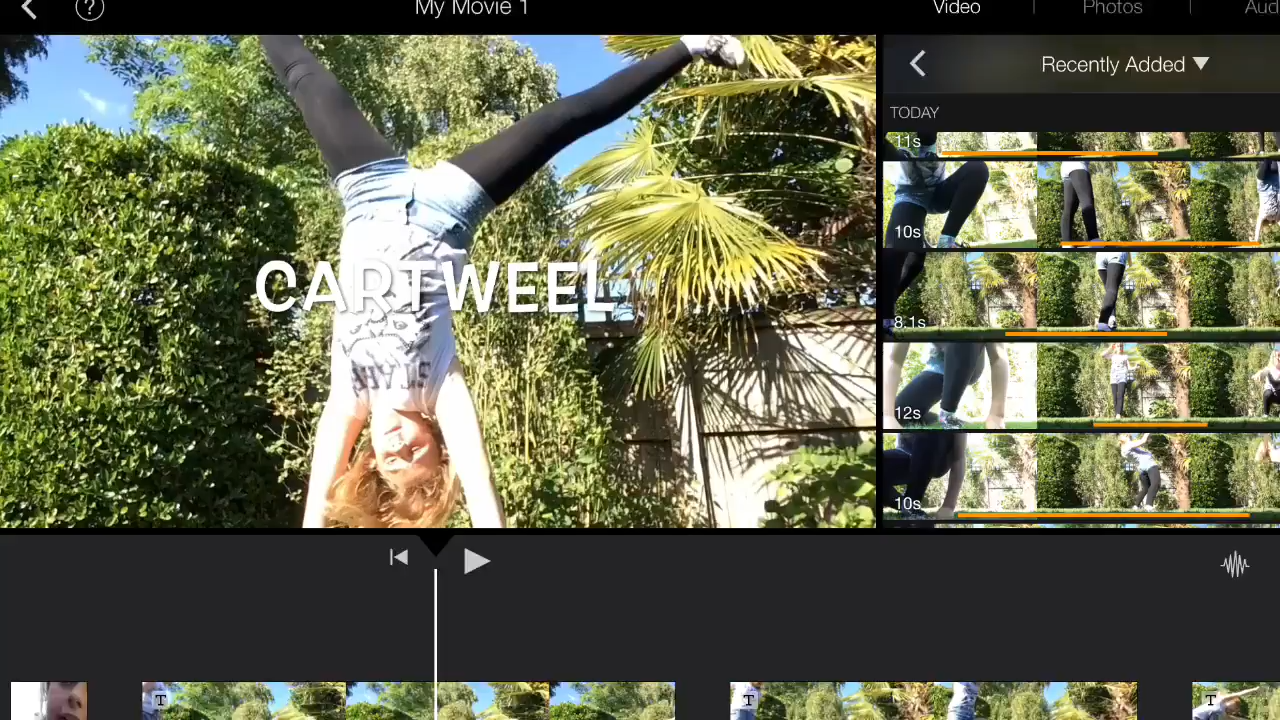 ?
My Movie 1
Video
Photos
Aud
Recently Added
TODAY
11s
10s
8.1s
12s
10s
CARTWEEL
T
T
T